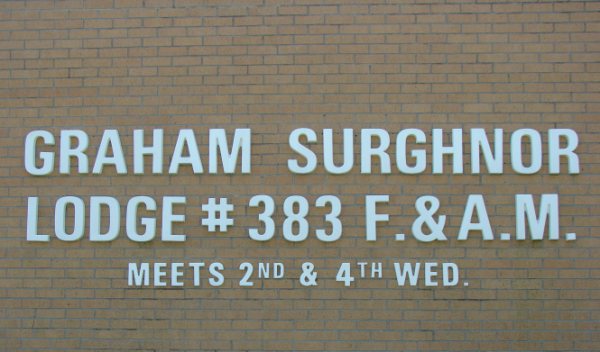 GRAHAM SURGHNOR
LODGE # 383 F. & A.M.
MEETS 2ND & 4TH WED.